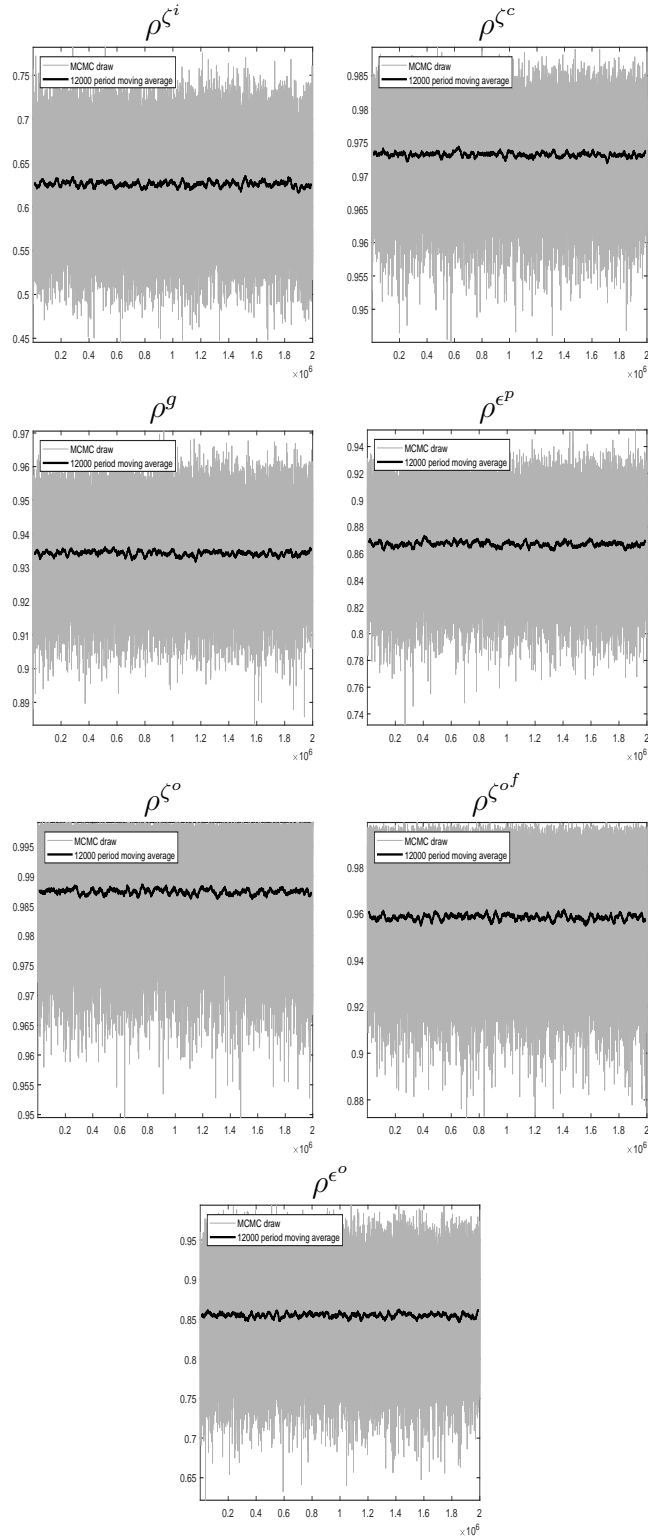 ρ^{ζ^i}
MCMC draw
12000 period moving average
0.75
0.7
0.65
0.6
0.55
0.5
0.45
0.2 0.4 0.6 0.8 1 1.2 1.4 1.6 1.8 2
×10^6
ρ^{ζ^c}
MCMC draw
12000 period moving average
0.985
0.98
0.975
0.97
0.965
0.96
0.955
0.95
0.2 0.4 0.6 0.8 1 1.2 1.4 1.6 1.8 2
×10^6
ρ^g
MCMC draw
12000 period moving average
0.97
0.96
0.95
0.94
0.93
0.92
0.91
0.9
0.89
0.2 0.4 0.6 0.8 1 1.2 1.4 1.6 1.8 2
×10^6
ρ^{ϵ^p}
MCMC draw
12000 period moving average
0.94
0.92
0.9
0.88
0.86
0.84
0.82
0.8
0.78
0.76
0.74
0.2 0.4 0.6 0.8 1 1.2 1.4 1.6 1.8 2
×10^6
ρ^{ζ^o}
MCMC draw
12000 period moving average
0.995
0.99
0.985
0.98
0.975
0.97
0.965
0.96
0.955
0.95
0.2 0.4 0.6 0.8 1 1.2 1.4 1.6 1.8 2
×10^6
ρ^{ζ^{o^f}}
MCMC draw
12000 period moving average
0.98
0.96
0.94
0.92
0.9
0.88
0.2 0.4 0.6 0.8 1 1.2 1.4 1.6 1.8 2
×10^6
ρ^{ϵ^o}
MCMC draw
12000 period moving average
0.95
0.9
0.85
0.8
0.75
0.7
0.65
0.2 0.4 0.6 0.8 1 1.2 1.4 1.6 1.8 2
×10^6